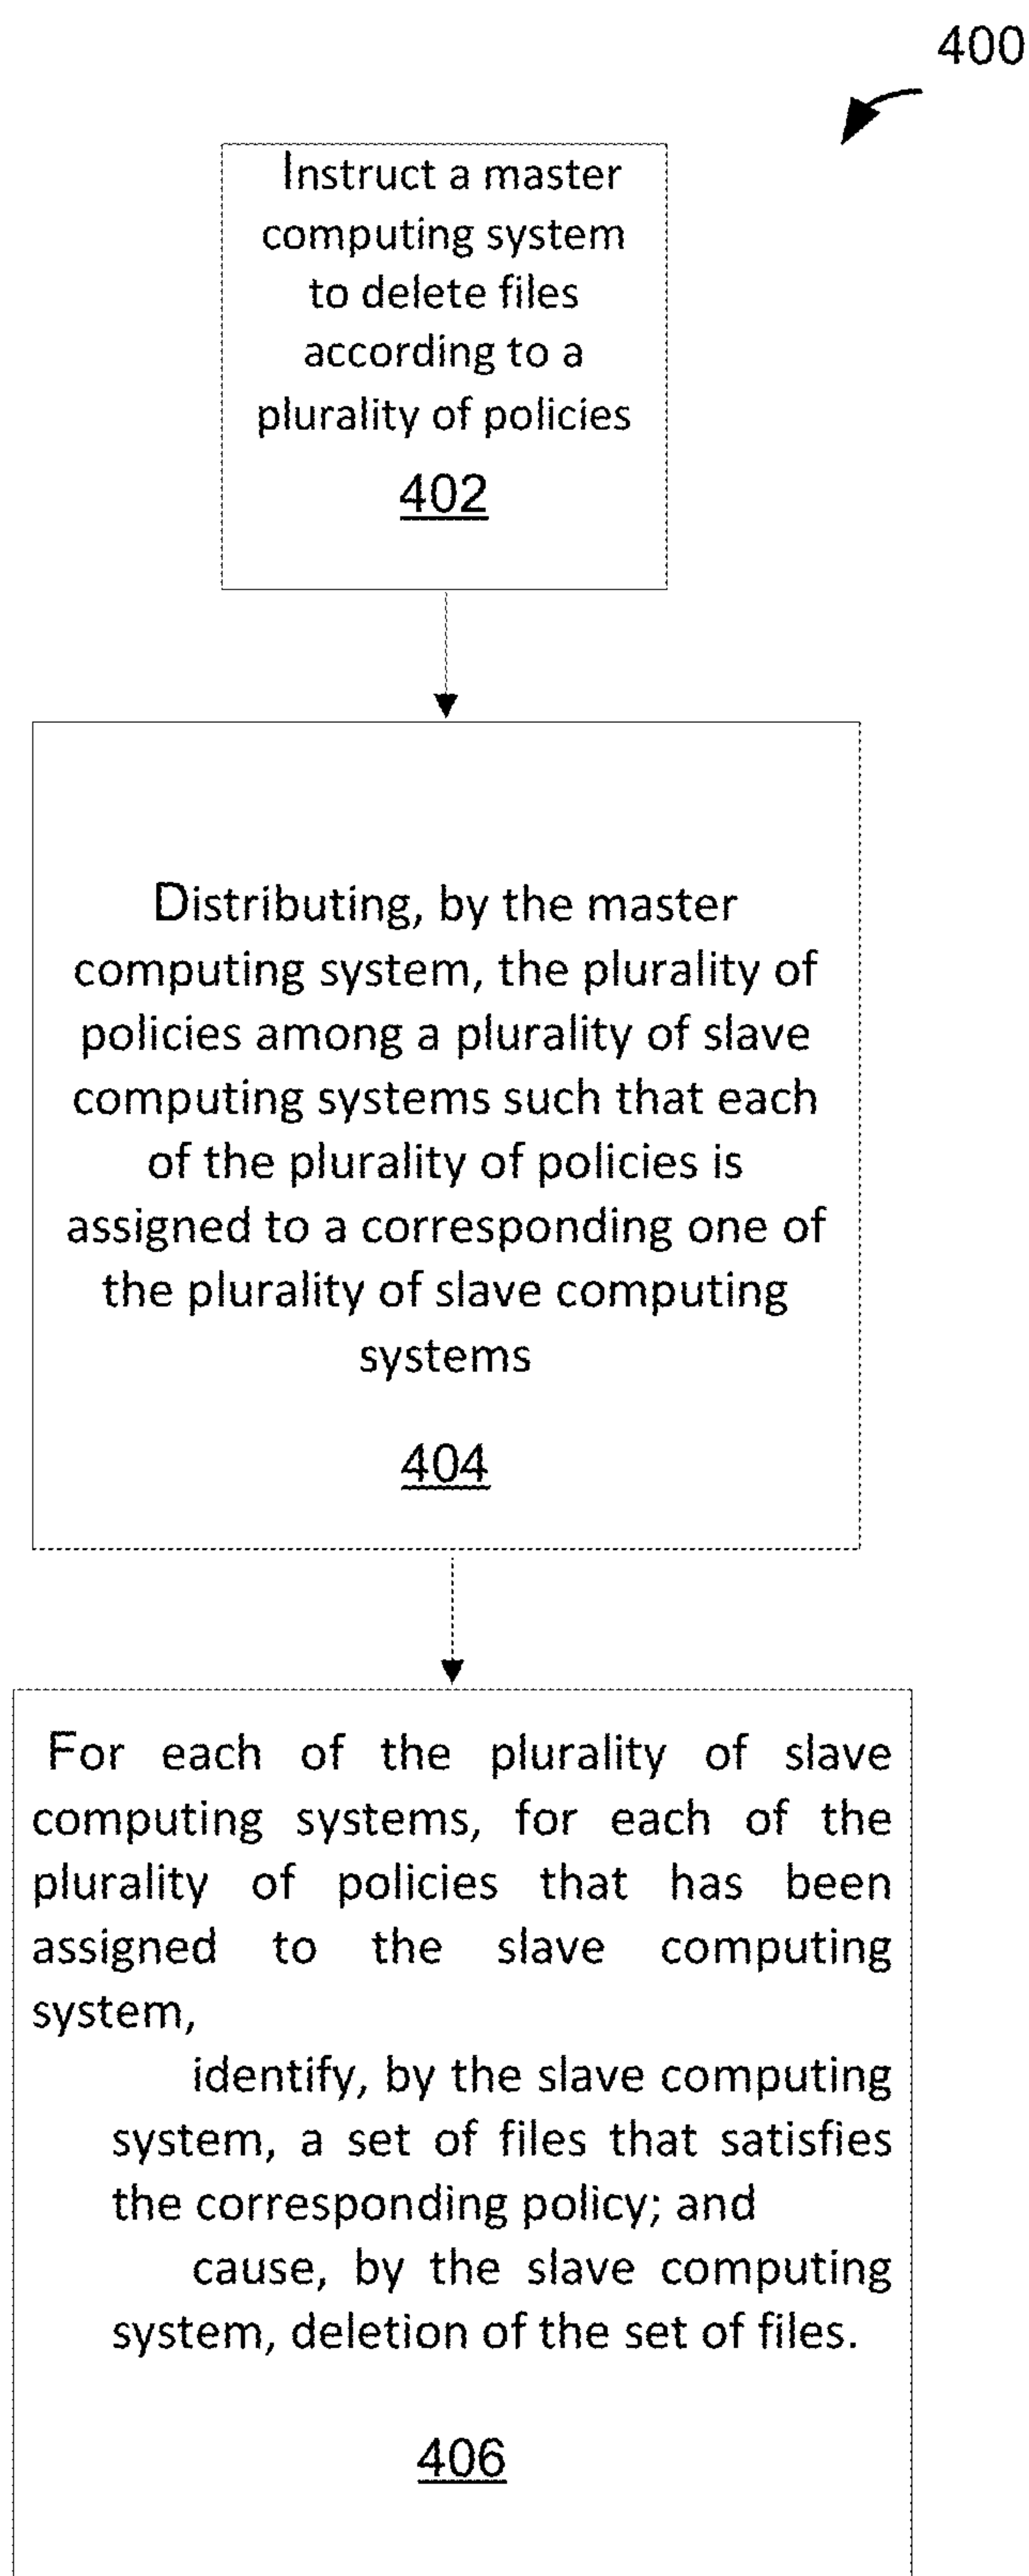 400
Instruct a master
computing system
to delete files
according to a
plurality of policies
402
Distributing, by the master
computing system, the plurality of
policies among a plurality of slave
computing systems such that each
of the plurality of policies is
assigned to a corresponding one of
the plurality of slave computing
systems
404
For each of the plurality of slave
computing systems, for each of the
plurality of policies that has been
assigned to the slave computing
system,
identify, by the slave computing
system, a set of files that satisfies
the corresponding policy; and
cause, by the slave computing
system, deletion of the set of files.
406